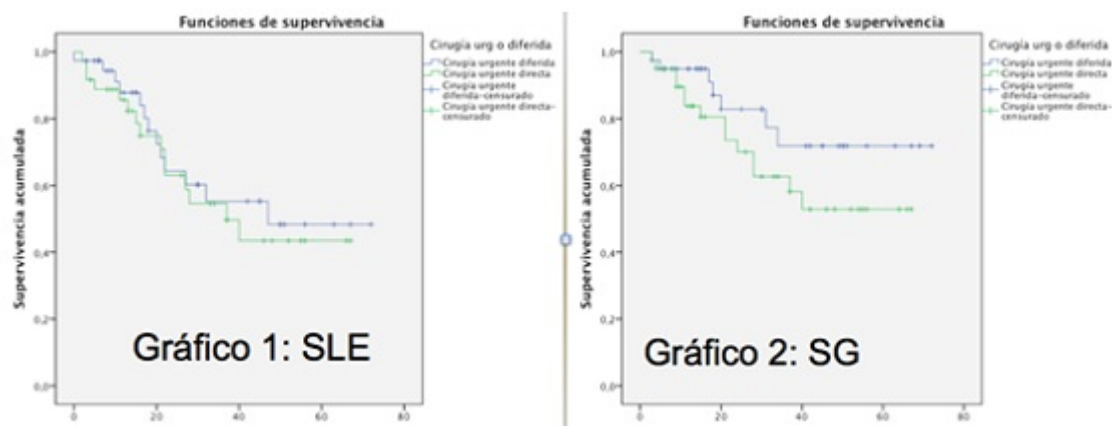 Funciones de supervivencia
Cirugía urg o diferida
Cirugía urgente diferida
Cirugía urgente directa
Cirugía urgente
diferida-censurado
Cirugía urgente directa-
censurado
Supervivencia acumulada
1,0
0,8
0,6
0,4
0,2
0,0
Gráfico 1: SLE
0
20
40
60
80
Funciones de supervivencia
Cirugía urg o diferida
Cirugía urgente diferida
Cirugía urgente directa
Cirugía urgente
diferida-censurado
Cirugía urgente directa-
censurado
Supervivencia acumulada
1,0
0,8
0,6
0,4
0,2
0,0
Gráfico 2: SG
0
20
40
60
80